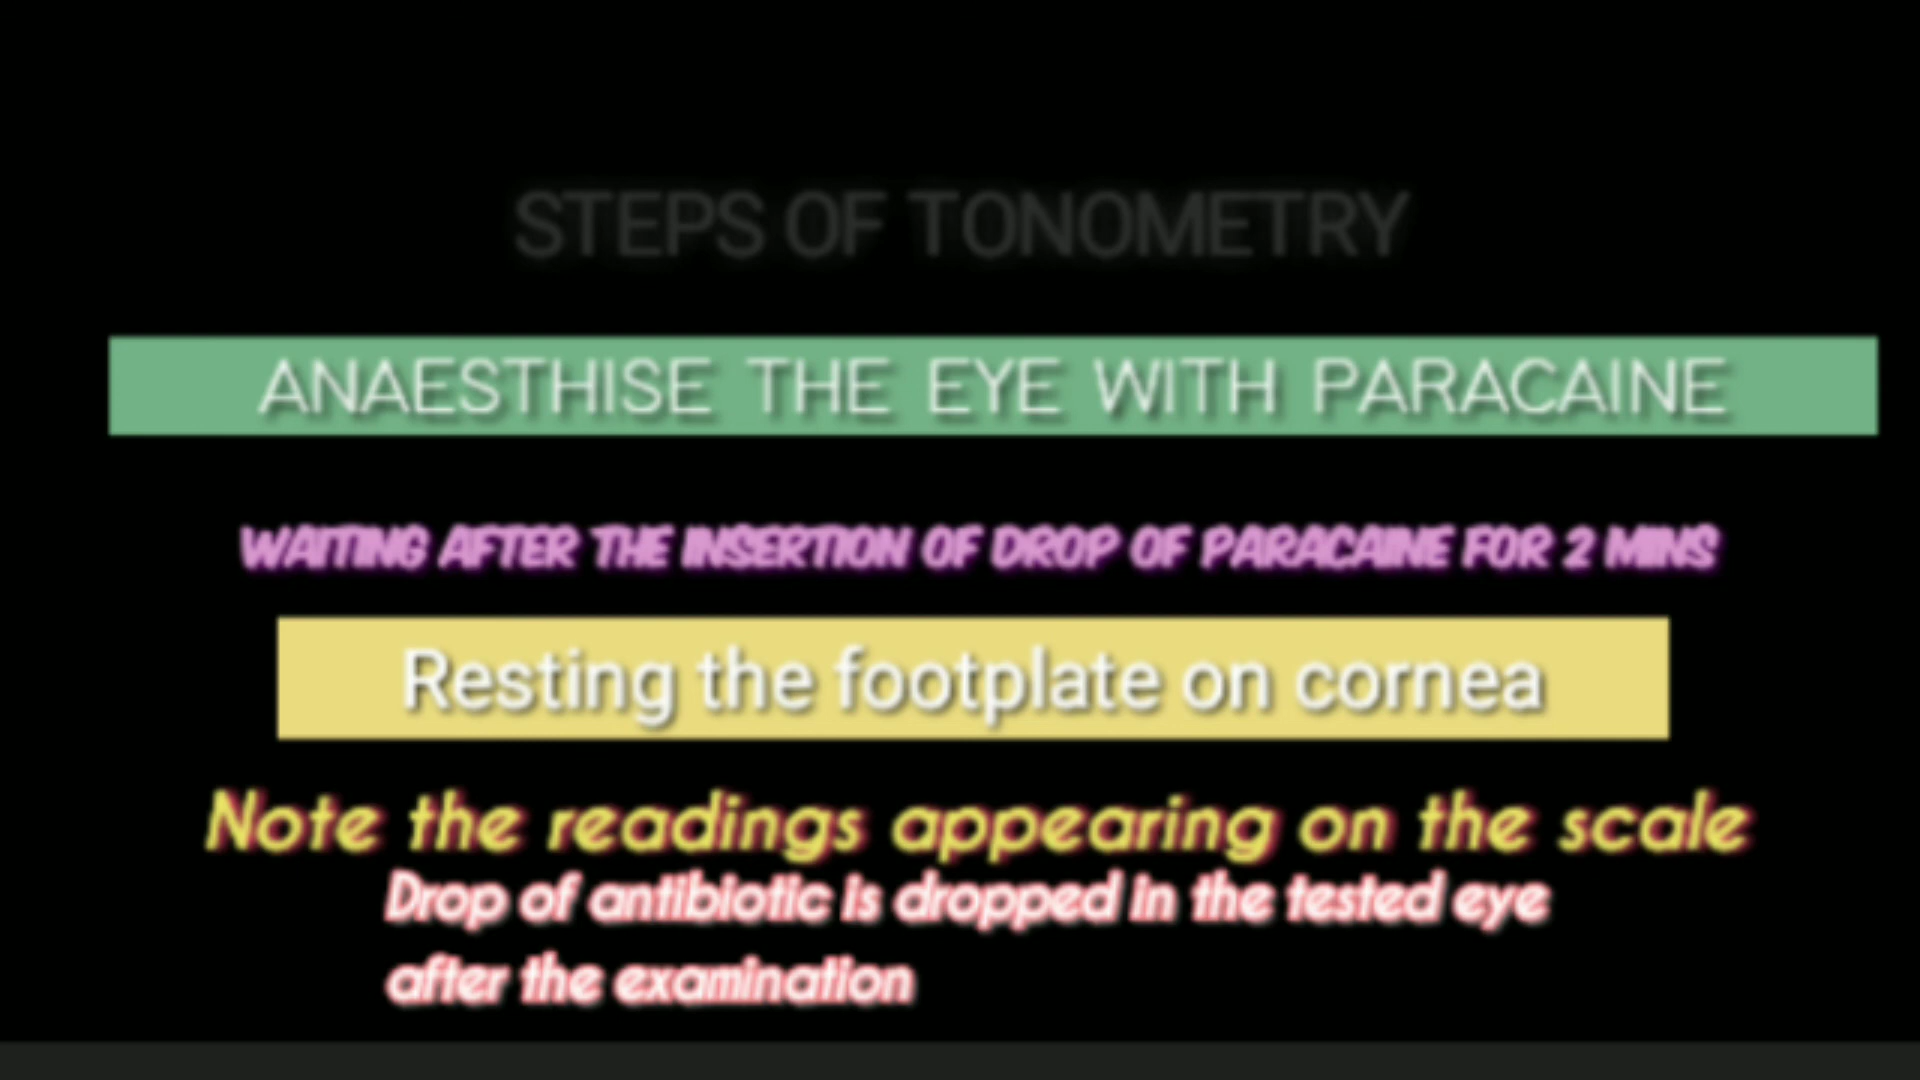 STEPS OF TONOMETRY
ANAESTHISE THE EYE WITH PARACAINE
WAITING AFTER THE INSERTION OF DROP OF PARACAINE FOR 2 MINS
Resting the footplate on cornea
Note the readings appearing on the scale
Drop of antibiotic is dropped in the tested eye
after the examination